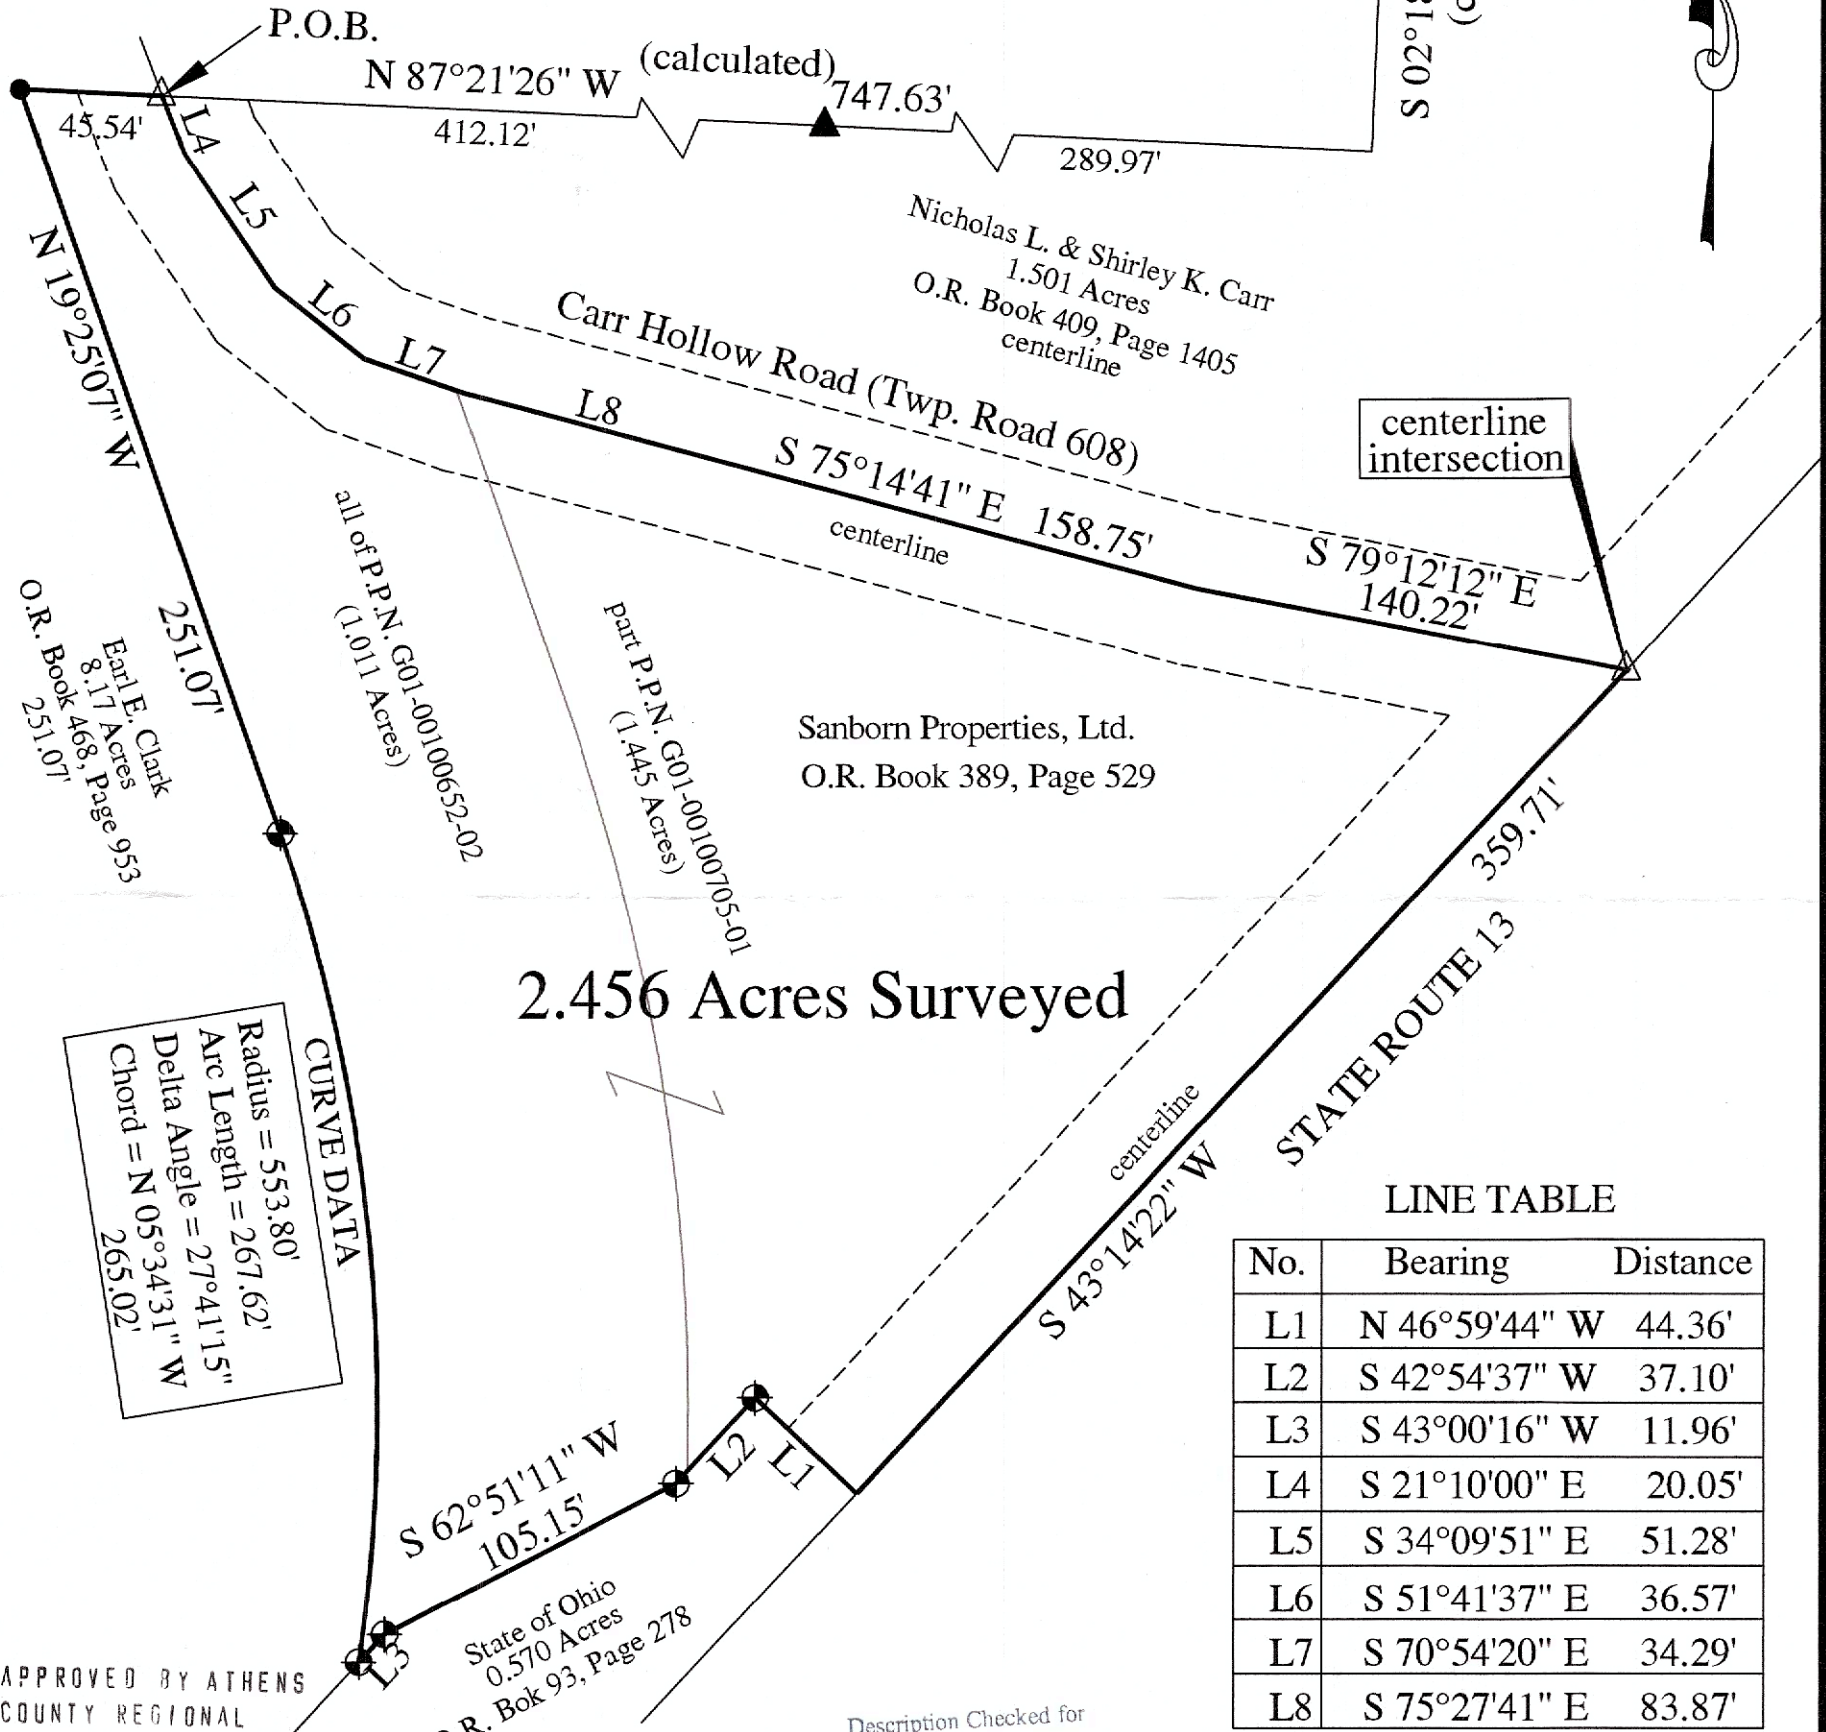 P.O.B.
N 87°21'26" W (calculated) 747.63'
45.54'
412.12'
289.97'
S 02°18
L4
L5
L6
L7
L8
N 19°25'07" W
251.07'
Nicholas L. & Shirley K. Carr
1.501 Acres
O.R. Book 409, Page 1405
centerline
Carr Hollow Road (Twp. Road 608)
S 75°14'41" E 158.75'
centerline
centerline
intersection
S 79°12'12" E
140.22'
all of P.P.N. G01-00100652-02
(1.011 Acres)
part P.P.N. G01-00100705-01
(1.445 Acres)
Earl E. Clark
8.17 Acres
O.R. Book 468, Page 953
251.07'
Sanborn Properties, Ltd.
O.R. Book 389, Page 529
359.71'
STATE ROUTE 13
2.456 Acres Surveyed
centerline
S 43°14'22" W
CURVE DATA
Radius = 553.80'
Arc Length = 267.62'
Delta Angle = 27°41'15"
Chord = N 05°34'31" W
265.02'
L2
L1
S 62°51'11" W
105.15'
L3
State of Ohio
0.570 Acres
.R. Bok 93, Page 278
LINE TABLE
No. Bearing Distance
L1 N 46°59'44" W 44.36'
L2 S 42°54'37" W 37.10'
L3 S 43°00'16" W 11.96'
L4 S 21°10'00" E 20.05'
L5 S 34°09'51" E 51.28'
L6 S 51°41'37" E 36.57'
L7 S 70°54'20" E 34.29'
L8 S 75°27'41" E 83.87'
APPROVED BY ATHENS
COUNTY REGIONAL
Description Checked for